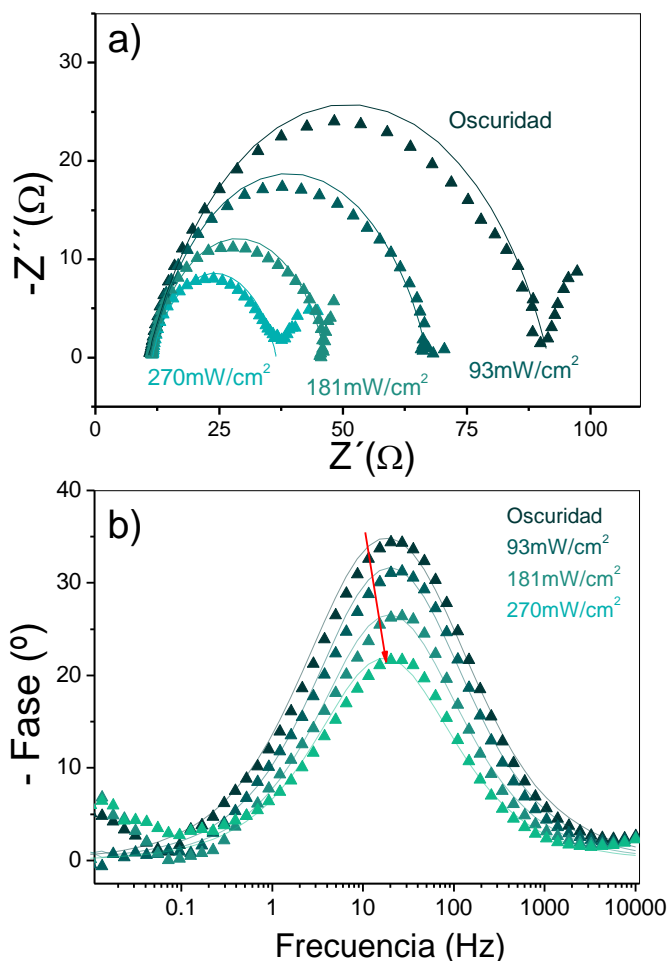 a)
30
20
10
0
-Z´´(Ω)
Oscuridad
270mW/cm²
181mW/cm²
93mW/cm²
0
25
50
75
100
Z´(Ω)
b)
40
30
20
10
0
- Fase (º)
Oscuridad
93mW/cm²
181mW/cm²
270mW/cm²
0.1
1
10
100
1000
10000
Frecuencia (Hz)